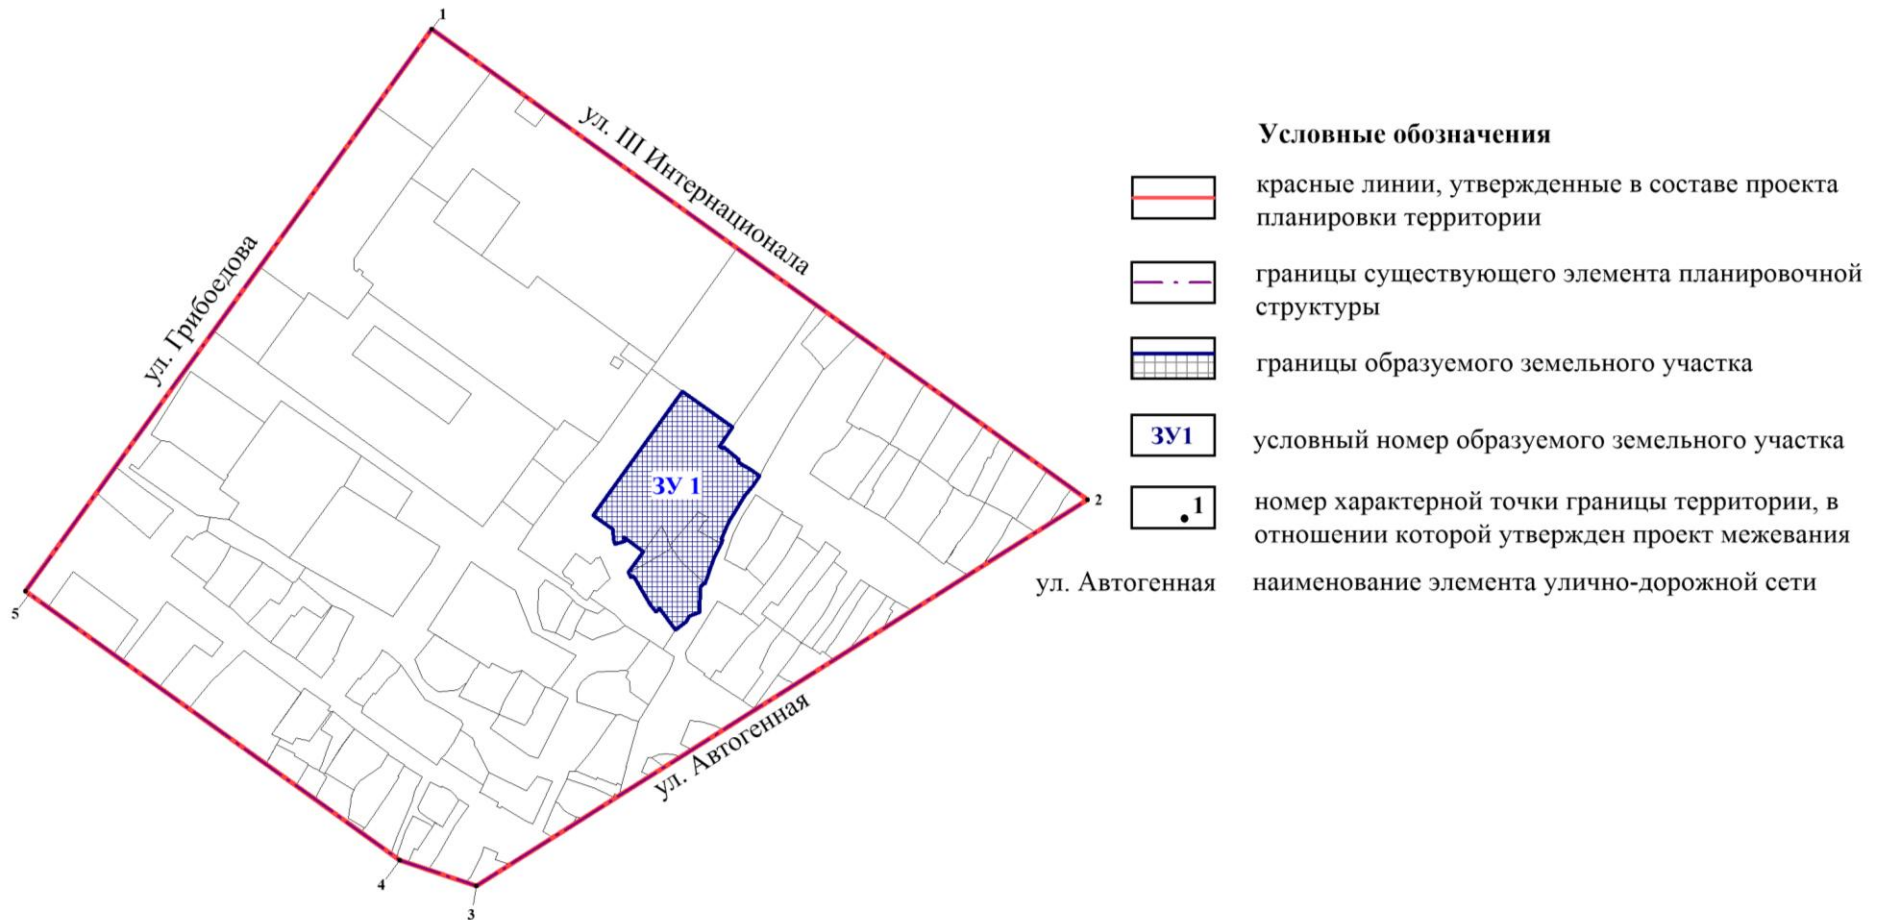 1
ул. III Интернационала
ул. Грибоедова
ЗУ 1
2
5
ул. Автогенная
4
3
Условные обозначения
красные линии, утвержденные в составе проекта
планировки территории
границы существующего элемента планировочной
структуры
границы образуемого земельного участка
ЗУ1
условный номер образуемого земельного участка
1
номер характерной точки границы территории, в
отношении которой утвержден проект межевания
ул. Автогенная
наименование элемента улично-дорожной сети